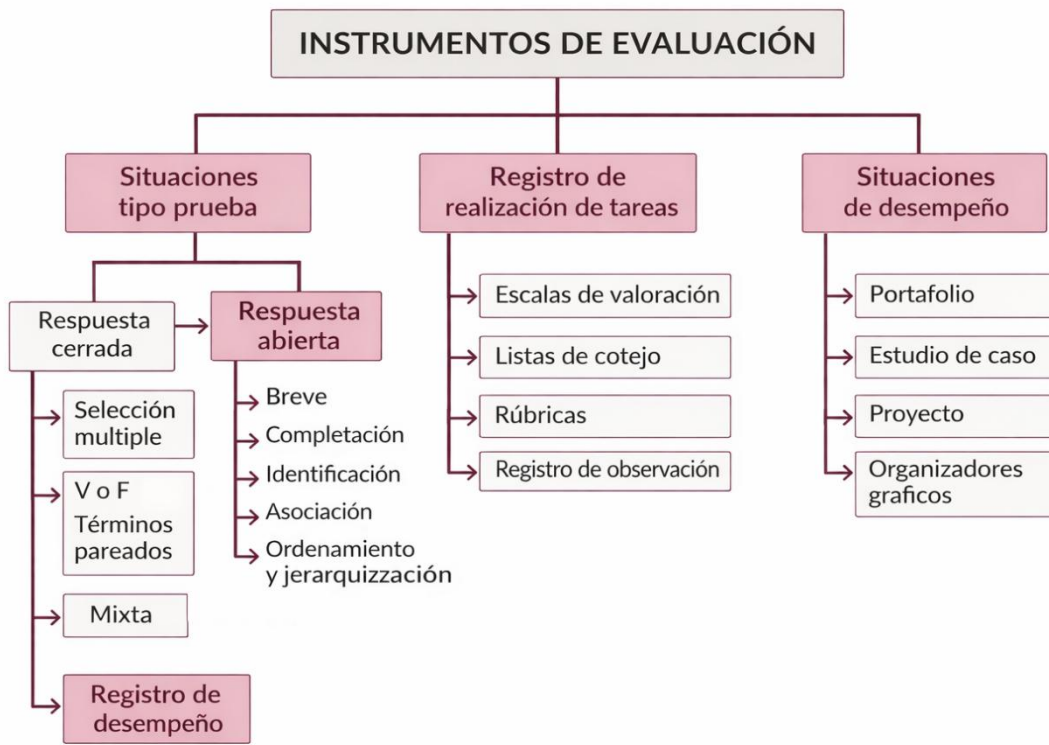 INSTRUMENTOS DE EVALUACIÓN
Situaciones
tipo prueba
Registro de
realización de tareas
Situaciones
de desempeño
Respuesta
cerrada
Respuesta
abierta
Selección
multiple
V o F
Términos
pareados
Mixta
Registro de
desempeño
Breve
Completación
Identificación
Asociación
Ordenamiento
y jerarquizzación
Escalas de valoración
Listas de cotejo
Rúbricas
Registro de observación
Portafolio
Estudio de caso
Proyecto
Organizadores
graficos